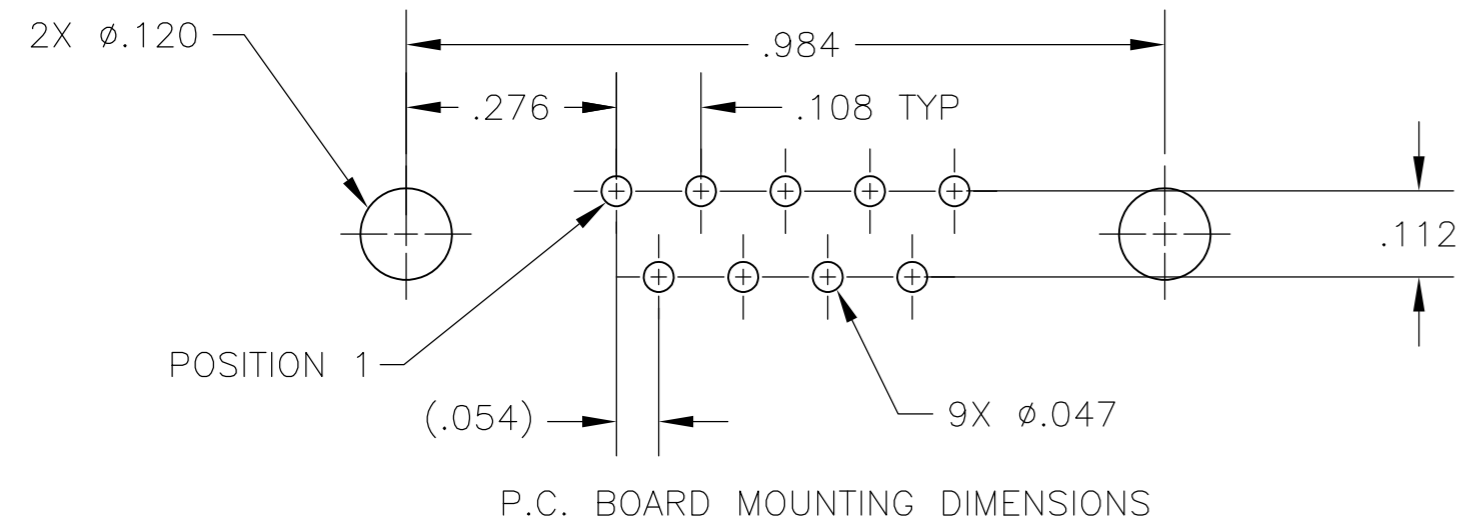 2X ø.120
.984
.276
.108 TYP
.112
POSITION 1
(.054)
9X ø.047
P.C. BOARD MOUNTING DIMENSIONS